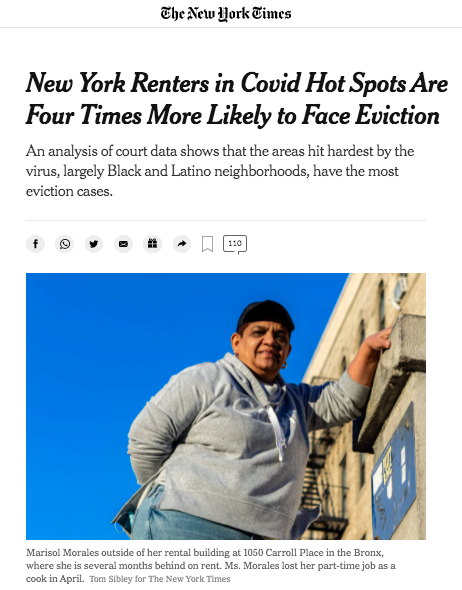 The New York Times
New York Renters in Covid Hot Spots Are
Four Times More Likely to Face Eviction
An analysis of court data shows that the areas hit hardest by the
virus, largely Black and Latino neighborhoods, have the most
eviction cases.
110
Marisol Morales outside of her rental building at 1050 Carroll Place in the Bronx,
where she is several months behind on rent. Ms. Morales lost her part-time job as a
cook in April. Tom Sibley for The New York Times